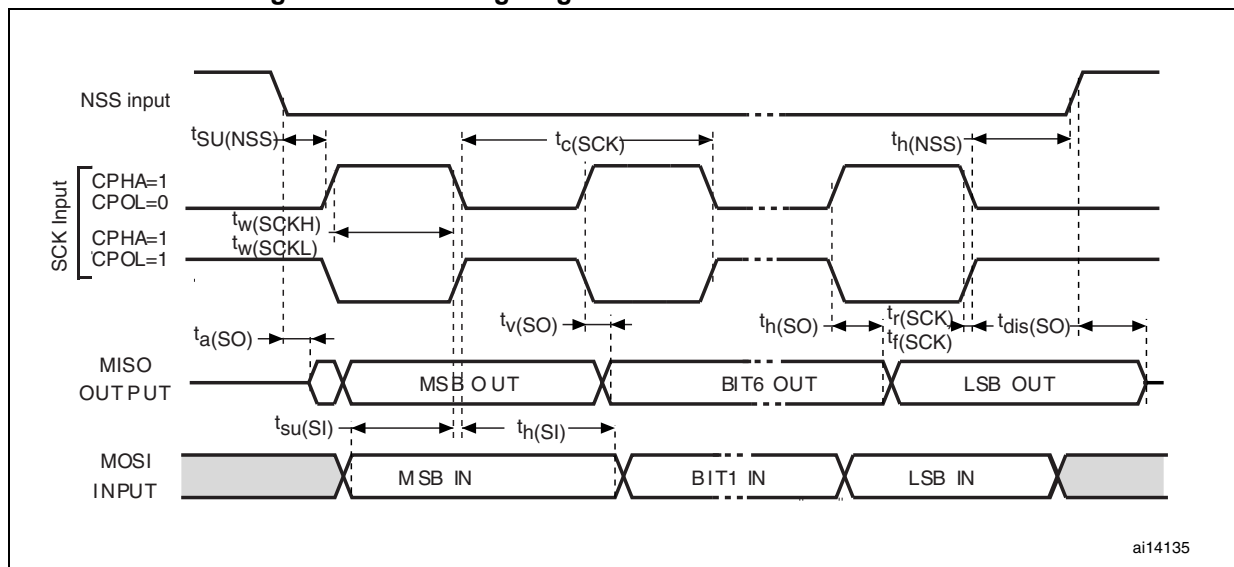 NSS input
tSU(NSS)
tc(SCK)
th(NSS)
SCK Input
CPHA=1
CPOL=0
tw(SCKH)
tw(SCKL)
CPHA=1
CPOL=1
ta(SO)
tv(SO)
th(SO)
tr(SCK)
tf(SCK)
tdis(SO)
MISO
OUTPUT
MSB OUT
BIT6 OUT
LSB OUT
tsu(SI)
th(SI)
MOSI
INPUT
MSB IN
BIT1 IN
LSB IN
ai14135